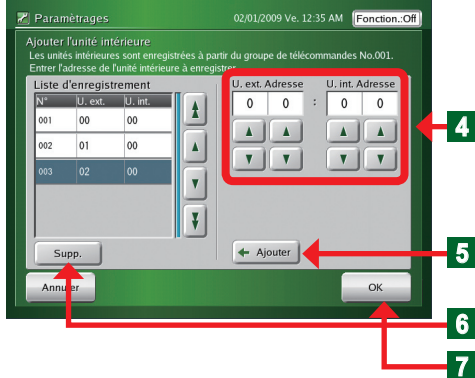 Paramètrages 02/01/2009 Ve. 12:35 AM Fonction.:Off
Ajouter l'unité intérieure
Les unités intérieures sont enregistrées à partir du groupe de télécommandes No.001.
Entrer l'adresse de l'unité intérieure à enregistrer.
Liste d'enregistrement
N° U. ext. U. int.
001 00 00
002 01 00
003 02 00
U. ext. Adresse U. int. Adresse
0 0 : 0 0
4
Supp. Ajouter
5
Annuler OK
6
7